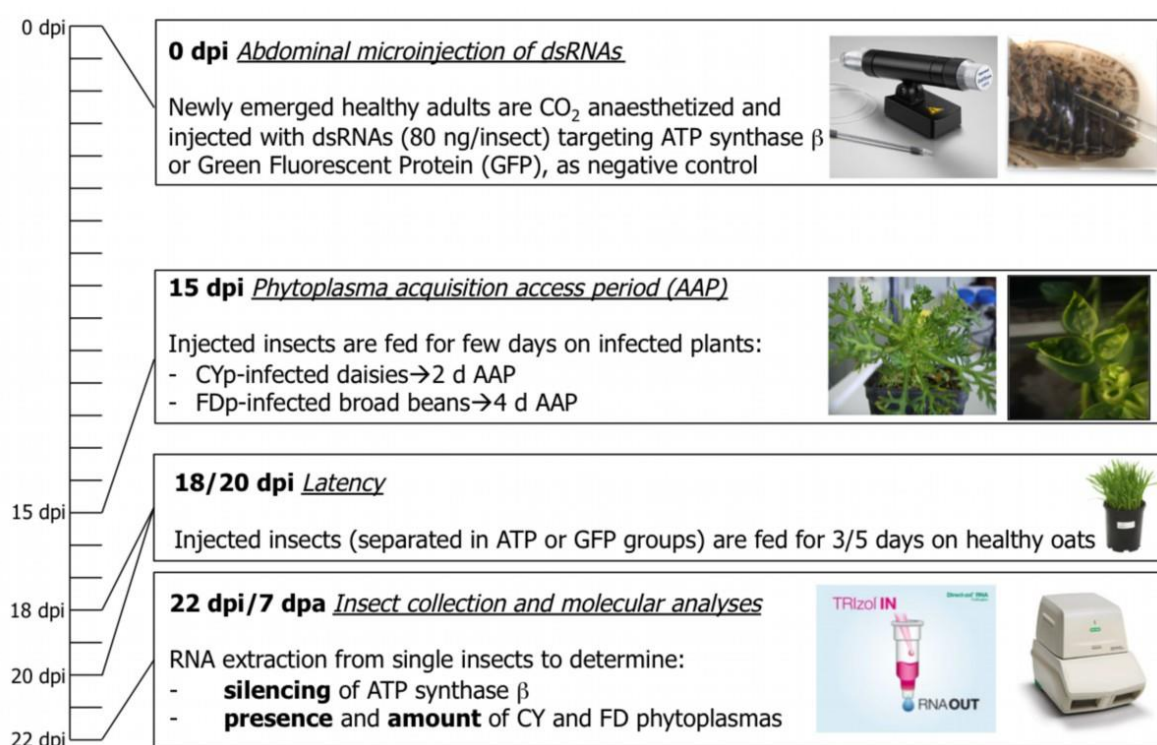 0 dpi
0 dpi Abdominal microinjection of dsRNAs
Newly emerged healthy adults are CO₂ anaesthetized and
injected with dsRNAs (80 ng/insect) targeting ATP synthase β
or Green Fluorescent Protein (GFP), as negative control
15 dpi Phytoplasma acquisition access period (AAP)
Injected insects are fed for few days on infected plants:
- CYp-infected daisies→2 d AAP
- FDp-infected broad beans→4 d AAP
15 dpi
18/20 dpi Latency
Injected insects (separated in ATP or GFP groups) are fed for 3/5 days on healthy oats
18 dpi
20 dpi
22 dpi
22 dpi/7 dpa Insect collection and molecular analyses
RNA extraction from single insects to determine:
- silencing of ATP synthase β
- presence and amount of CY and FD phytoplasmas
TRIzol IN
RNA OUT